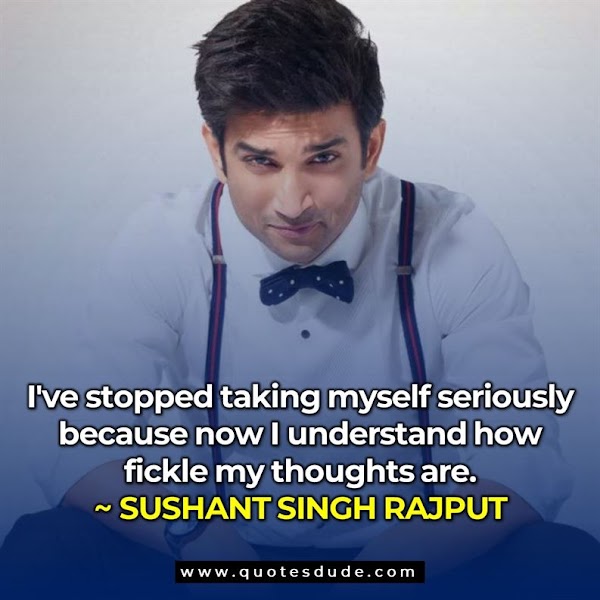 I've stopped taking myself seriously
because now I understand how
fickle my thoughts are.
~ SUSHANT SINGH RAJPUT
www.quotesdude.com